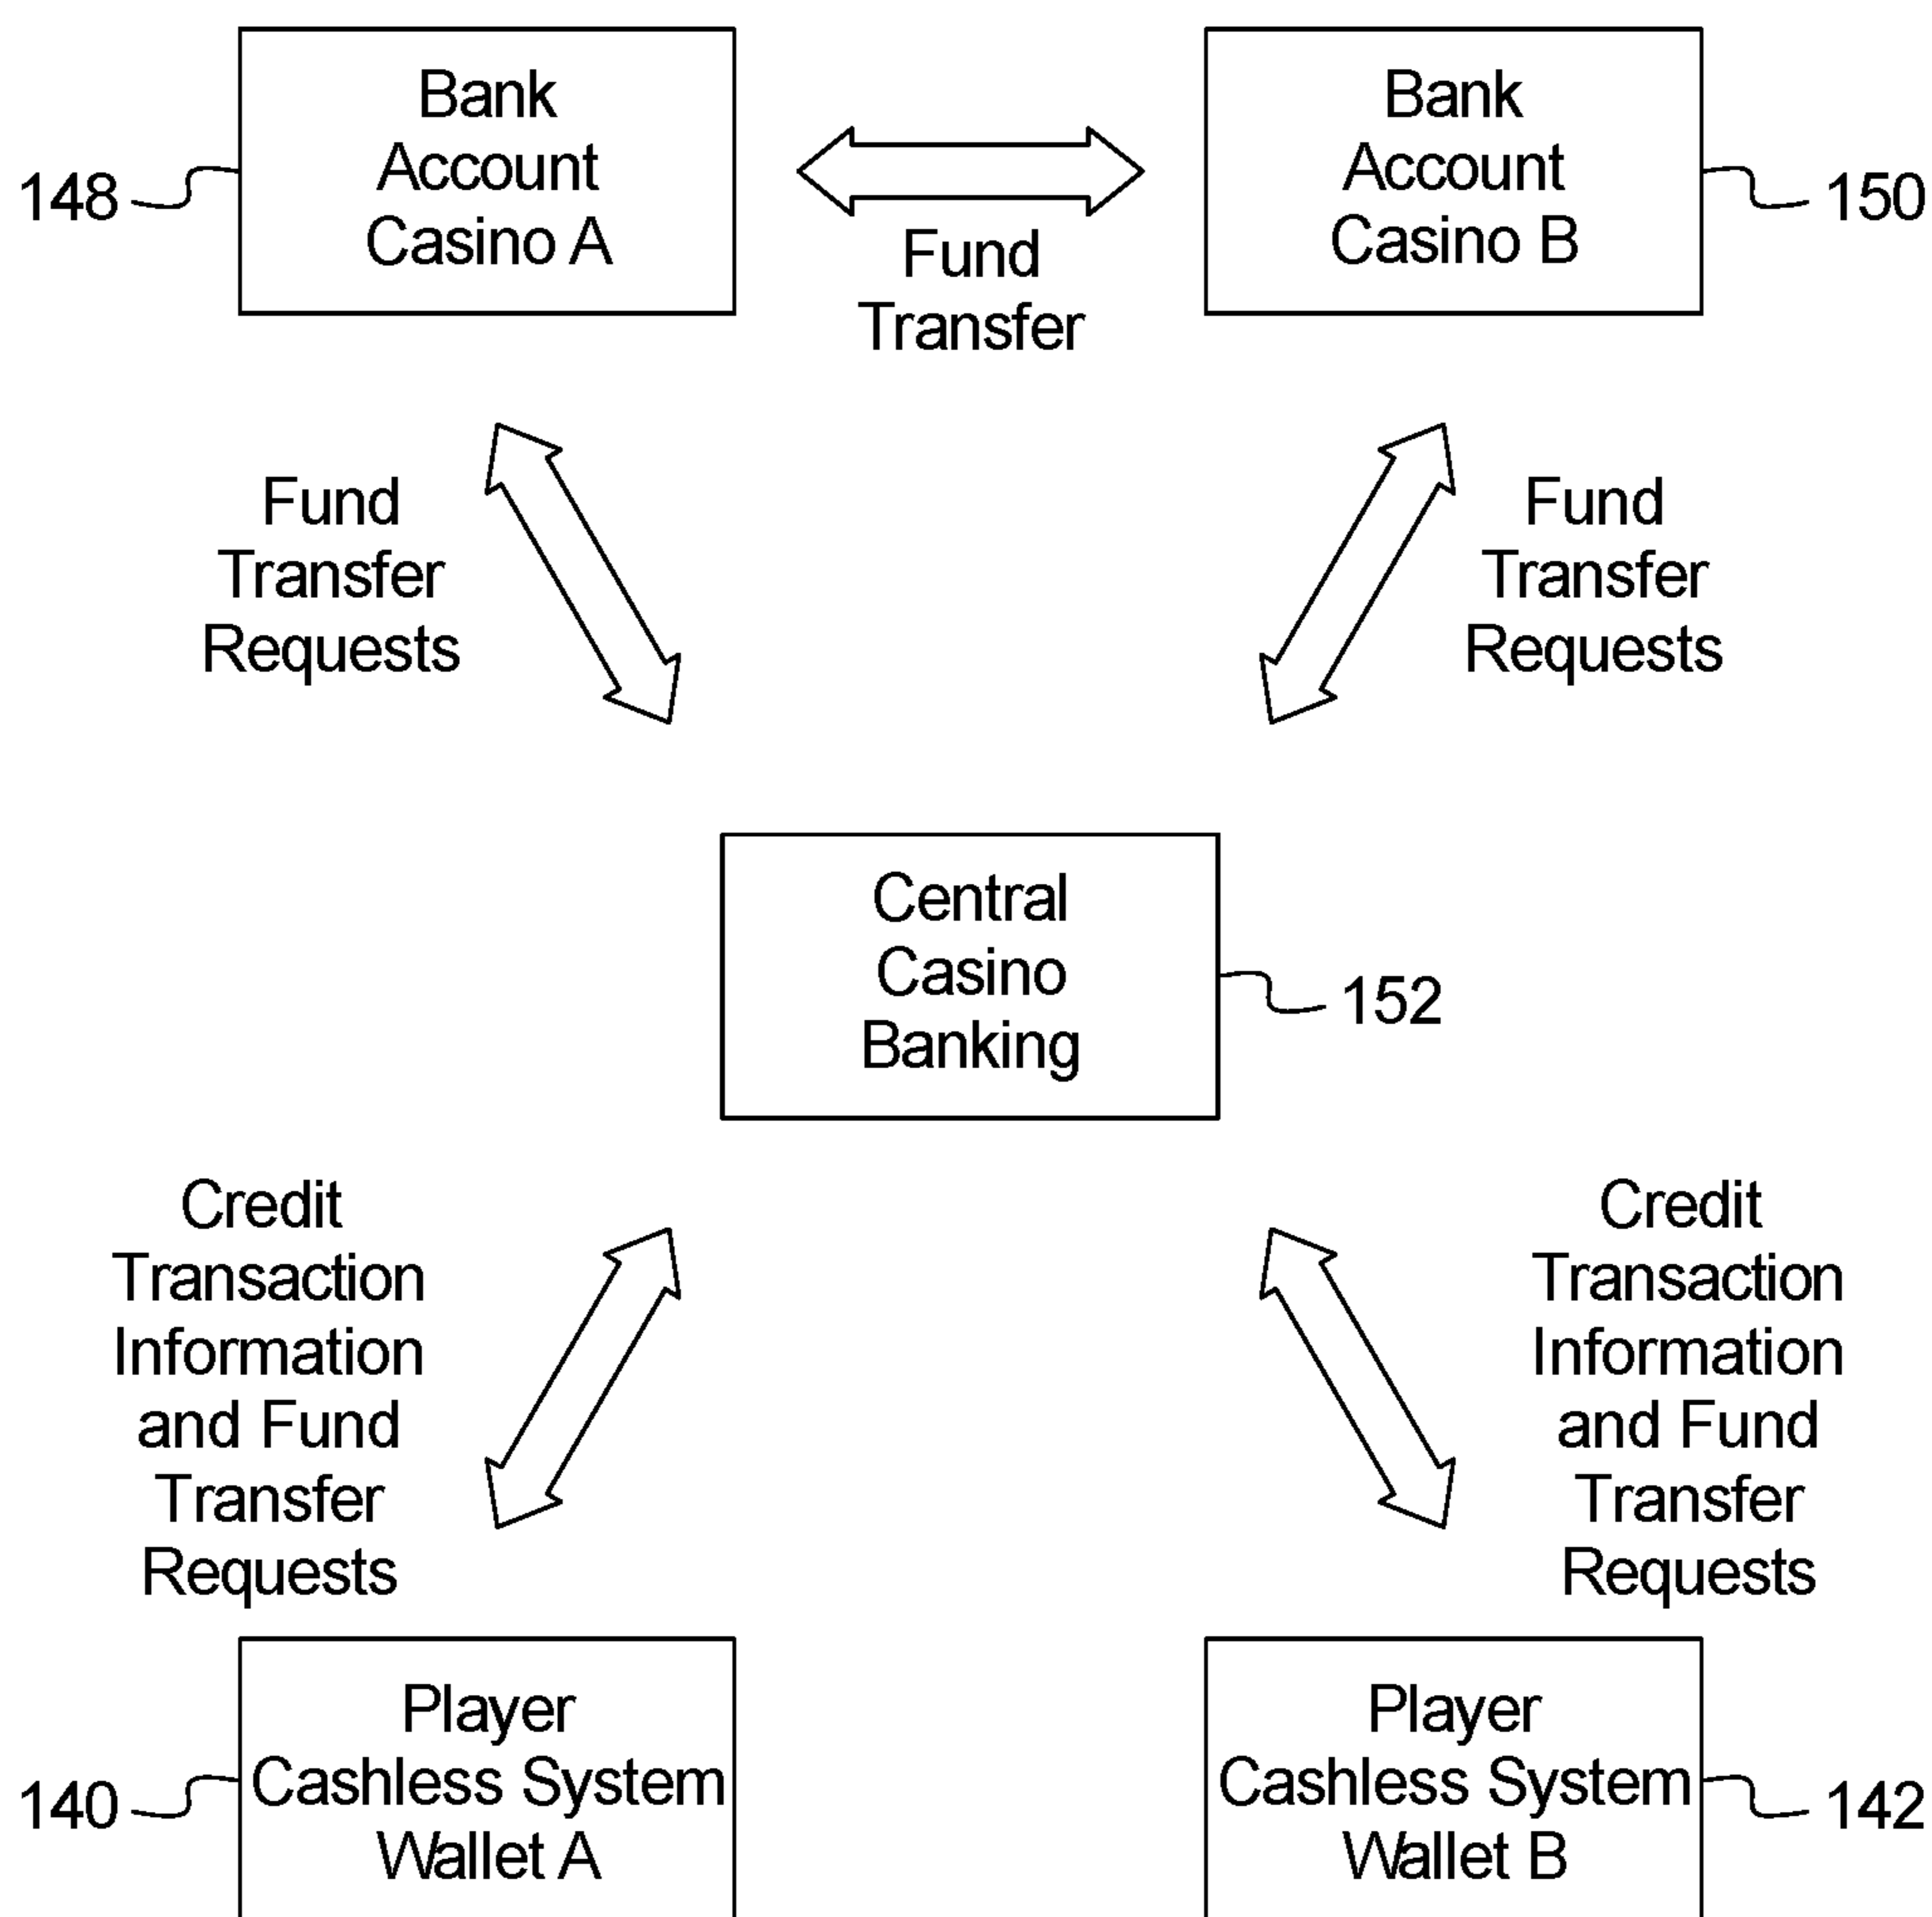 Bank
Account
Casino A
148
Fund
Transfer
Bank
Account
Casino B
150
Fund
Transfer
Requests
Fund
Transfer
Requests
Central
Casino
Banking
152
Credit
Transaction
Information
and Fund
Transfer
Requests
Credit
Transaction
Information
and Fund
Transfer
Requests
Player
Cashless System
Wallet A
140
Player
Cashless System
Wallet B
142